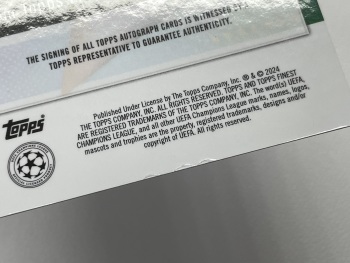 THE SIGNING OF ALL TOPPS AUTOGRAPH CARDS IS WITNESSED
TOPPS REPRESENTATIVE TO GUARANTEE AUTHENTICITY.
Published Under License by The Topps Company, Inc. ® & © 2024
THE TOPPS COMPANY, INC. ALL RIGHTS RESERVED. TOPPS AND TOPPS FINEST
ARE REGISTERED TRADEMARKS OF THE TOPPS COMPANY, INC. The word(s) UEFA,
CHAMPIONS LEAGUE, and all other UEFA Champions League marks, names, logos,
mascots and trophies are the property, registered trademarks, designs and/or
copyright of UEFA. All rights reserved.
topps